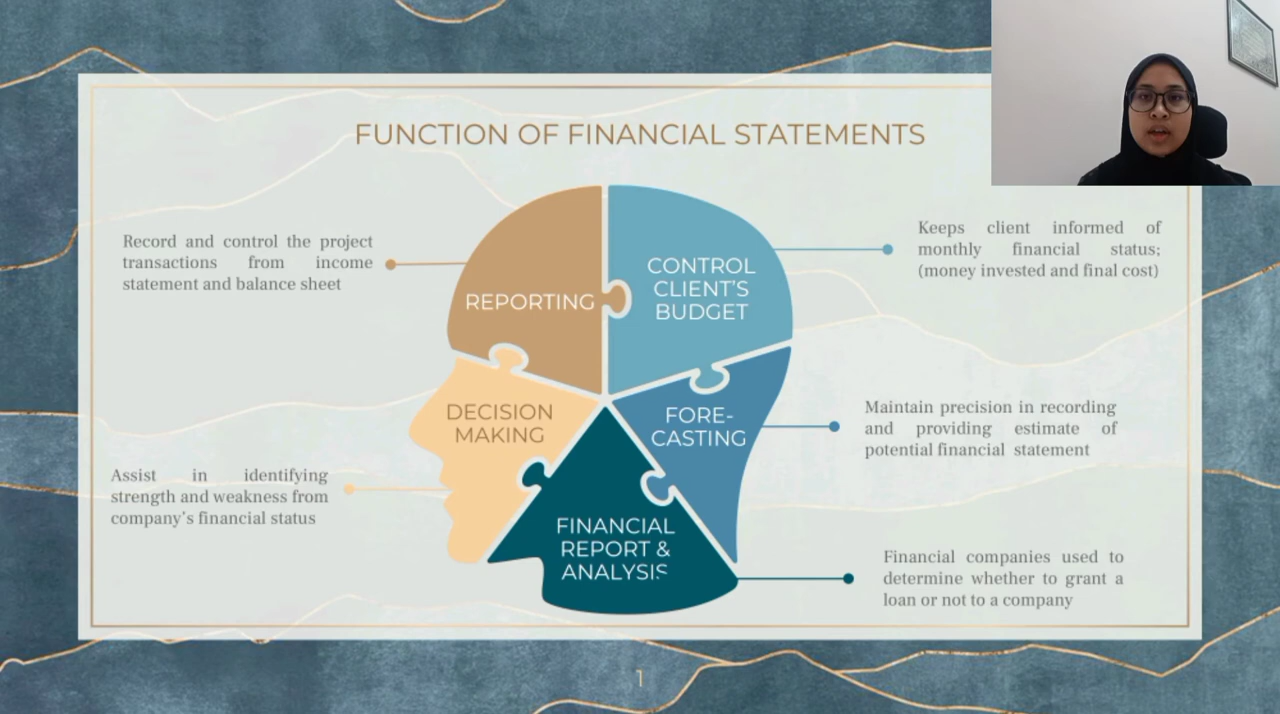 FUNCTION OF FINANCIAL STATEMENTS
Record and control the project
transactions from income
statement and balance sheet
REPORTING
CONTROL
CLIENT'S
BUDGET
Keeps client informed of
monthly financial status;
(money invested and final cost)
DECISION
MAKING
FORE-
CASTING
Maintain precision in recording
and providing estimate of
potential financial statement
Assist in identifying
strength and weakness from
company's financial status
FINANCIAL
REPORT &
ANALYSIS
Financial companies used to
determine whether to grant a
loan or not to a company
1